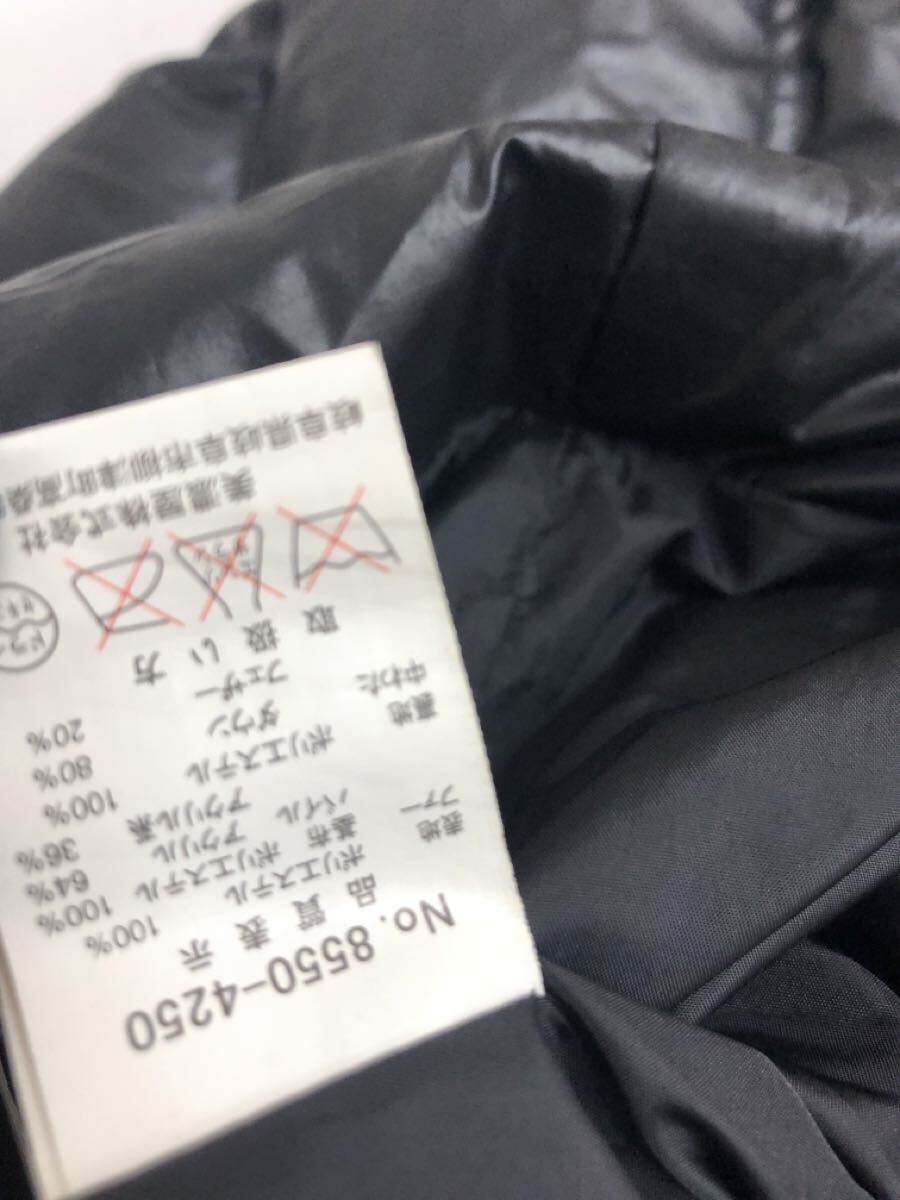 No. 8550-4250
品質表示
表地 ポリエステル 100%
ファー 基布 ポリエステル 100%
パイル アクリル 64%
アクリル系 36%
裏地 ポリエステル 100%
中わた ダウン 80%
フェザー 20%
取扱い方
ドライ
美濃屋株式会社
岐阜県岐阜市柳津町高桑